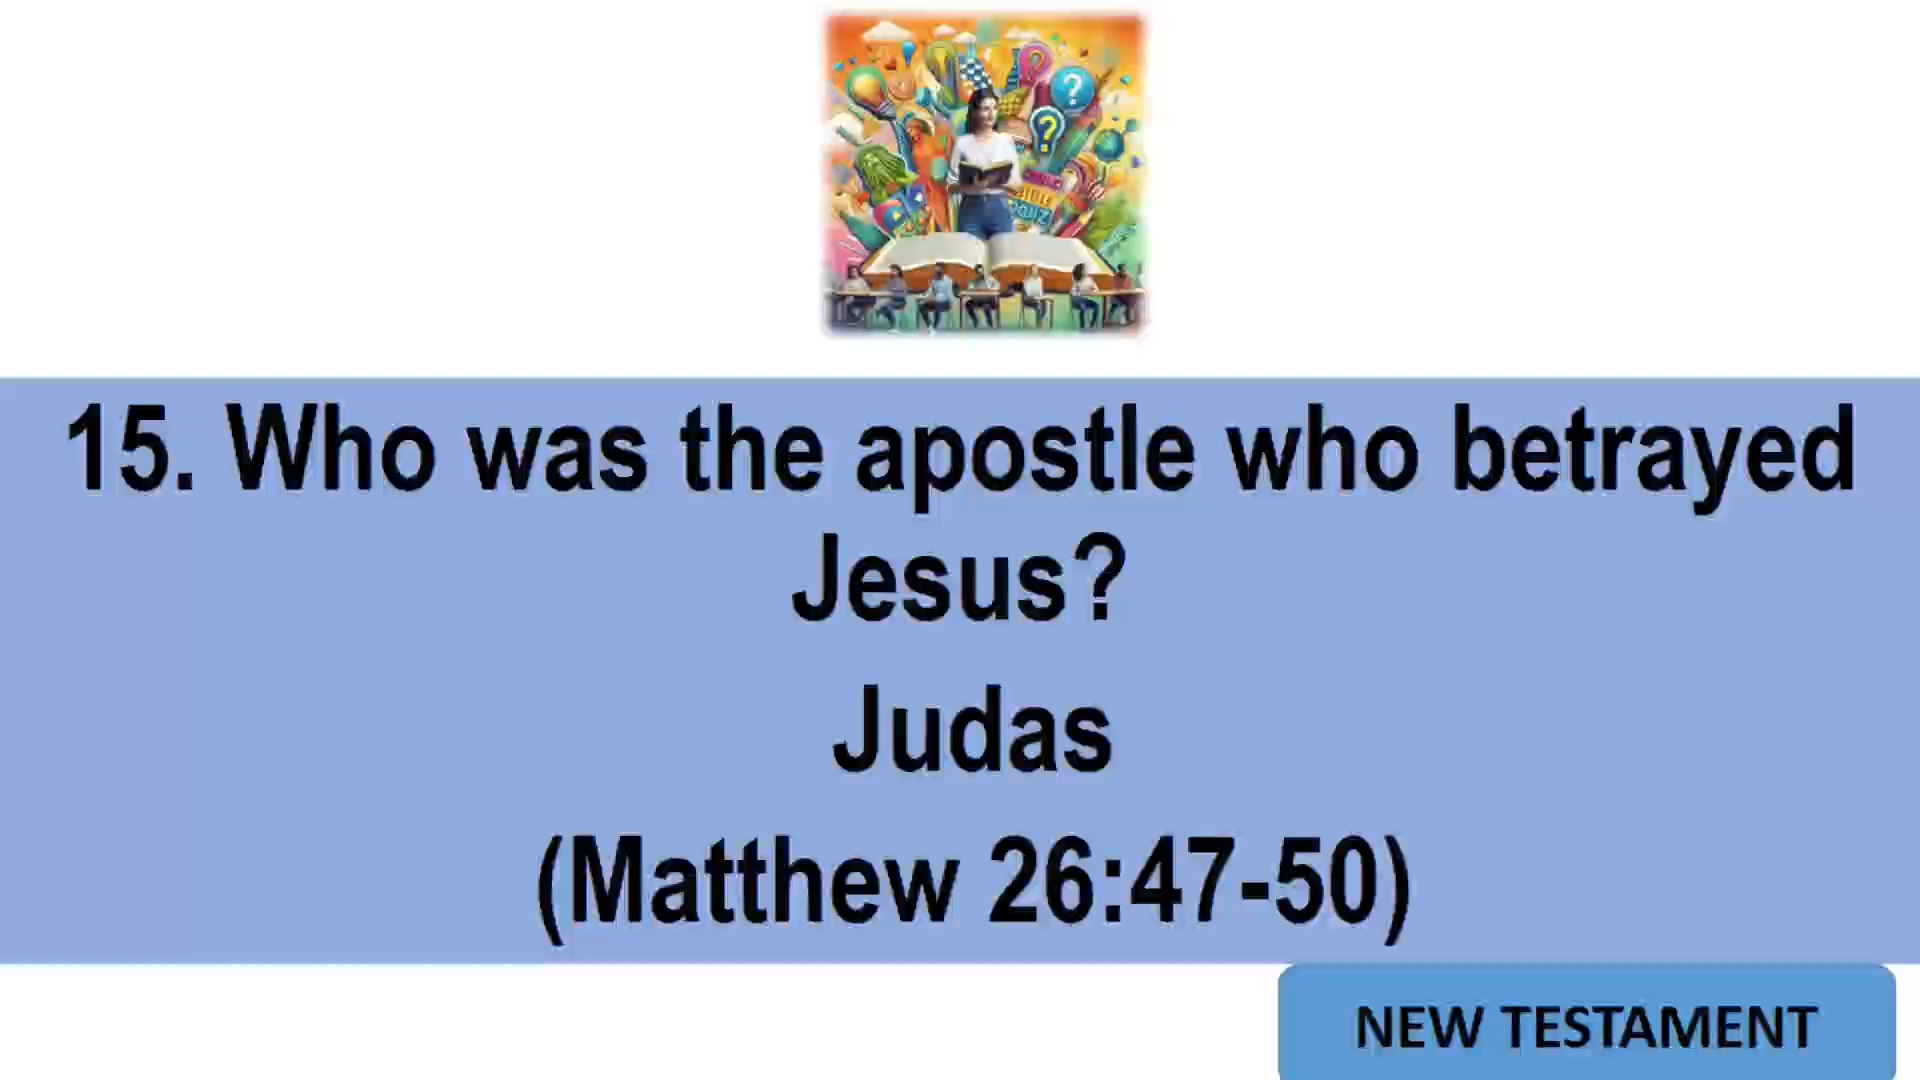 15. Who was the apostle who betrayed
Jesus?
Judas
(Matthew 26:47-50)
NEW TESTAMENT